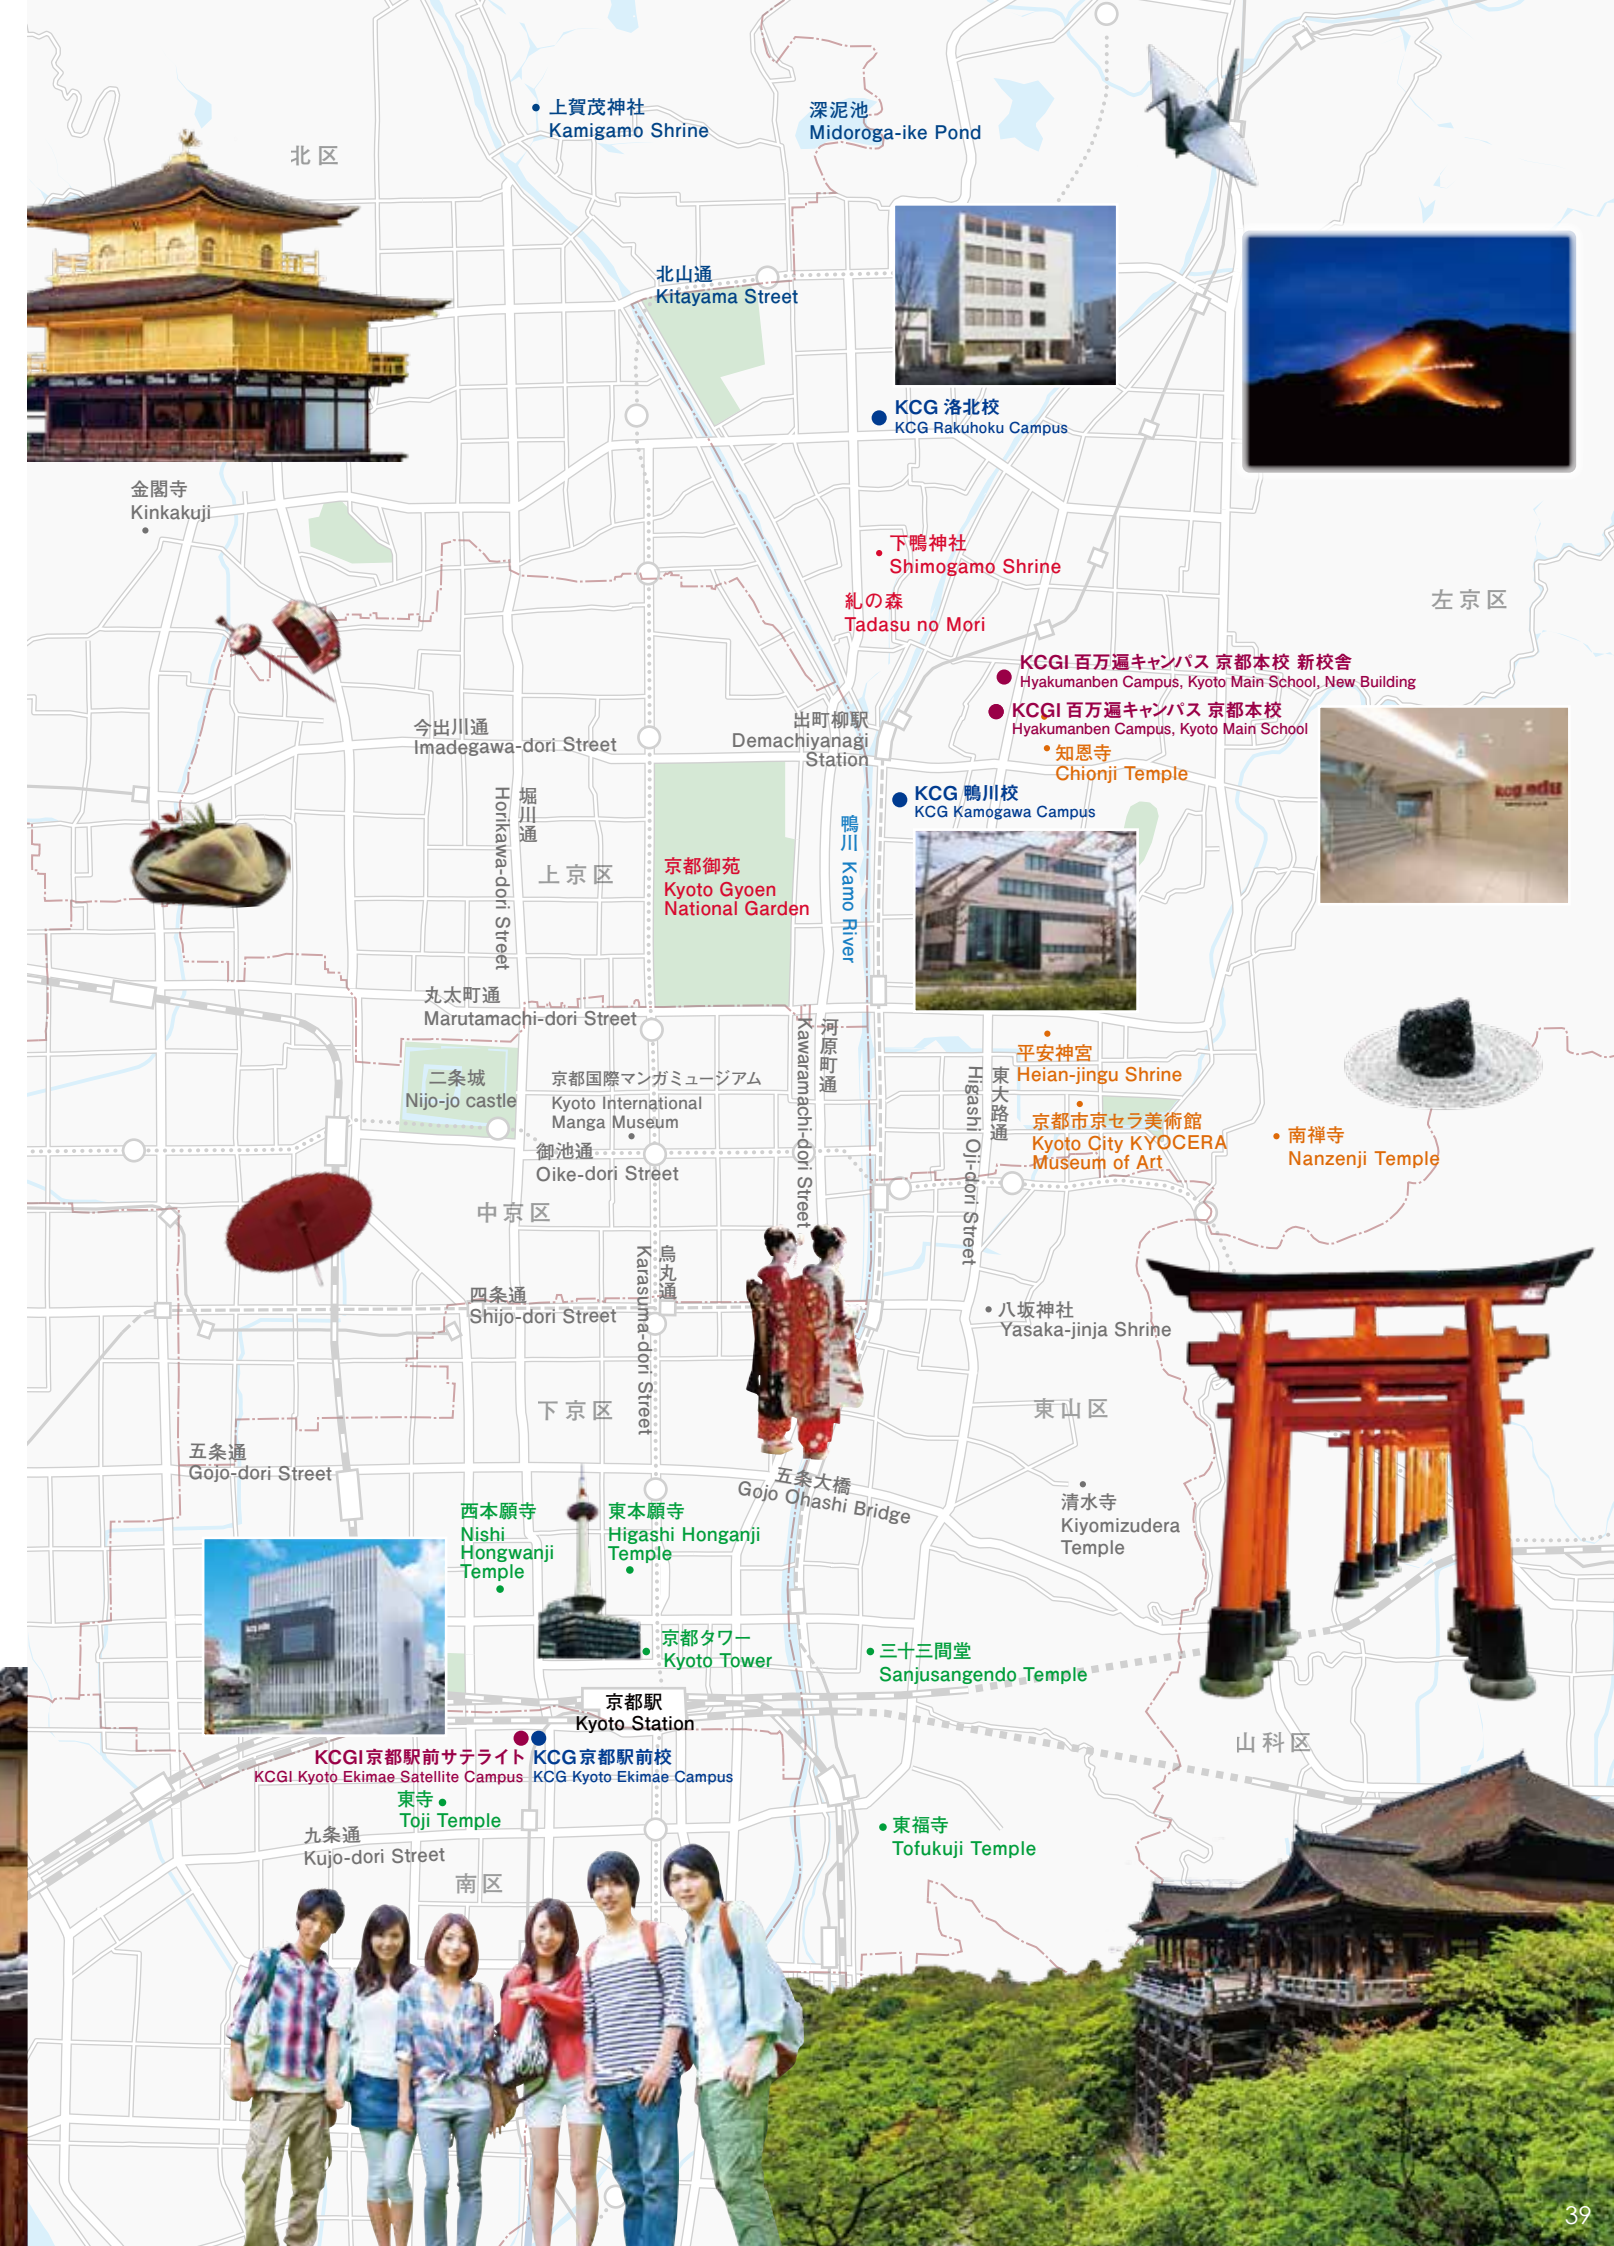 上賀茂神社
Kamigamo Shrine
深泥池
Midoroga-ike Pond
北区
北山通
Kitayama Street
KCG 洛北校
KCG Rakuhoku Campus
金閣寺
Kinkakuji
下鴨神社
Shimogamo Shrine
糺の森
Tadasu no Mori
左京区
KCGI 百万遍キャンパス 京都本校 新校舎
Hyakumanben Campus, Kyoto Main School, New Building
KCGI 百万遍キャンパス 京都本校
Hyakumanben Campus, Kyoto Main School
今出川通
Imadegawa-dori Street
出町柳駅
Demachiyanagi
Station
知恩寺
Chionji Temple
kcg.edu
KCG 鴨川校
KCG Kamogawa Campus
堀川通
Horikawa-dori Street
上京区
京都御苑
Kyoto Gyoen
National Garden
鴨川 Kamo River
丸太町通
Marutamachi-dori Street
河原町通
Kawaramachi-dori Street
平安神宮
Heian-jingu Shrine
東大路通
Higashi Oji-dori Street
二条城
Nijo-jo castle
京都国際マンガミュージアム
Kyoto International
Manga Museum
京都市京セラ美術館
Kyoto City KYOCERA
Museum of Art
南禅寺
Nanzenji Temple
御池通
Oike-dori Street
中京区
烏丸通
Karasuma-dori Street
四条通
Shijo-dori Street
八坂神社
Yasaka-jinja Shrine
下京区
東山区
五条通
Gojo-dori Street
五条大橋
Gojo Ohashi Bridge
清水寺
Kiyomizudera
Temple
西本願寺
Nishi
Hongwanji
Temple
東本願寺
Higashi Honganji
Temple
kcg.edu
京都タワー
Kyoto Tower
三十三間堂
Sanjusangendo Temple
京都駅
Kyoto Station
山科区
KCGI京都駅前サテライト
KCGI Kyoto Ekimae Satellite Campus
KCG京都駅前校
KCG Kyoto Ekimae Campus
東寺
Toji Temple
九条通
Kujo-dori Street
東福寺
Tofukuji Temple
南区
39